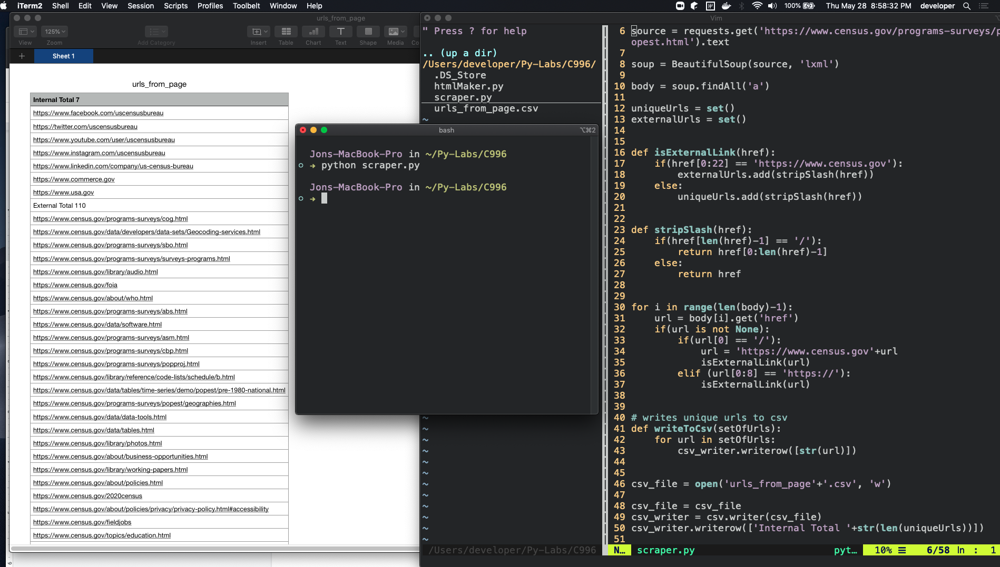 iTerm2 Shell Edit View Session Scripts Profiles Toolbelt Window Help 100% Thu May 28 8:58:32 PM developer
urls_from_page
125%
View Zoom Add Category Insert Table Chart Text Shape Media Co
+ Sheet 1
urls_from_page
Internal Total 7
https://www.facebook.com/uscensusbureau
https://twitter.com/uscensusbureau
https://www.youtube.com/user/uscensusbureau
https://www.instagram.com/uscensusbureau
https://www.linkedin.com/company/us-census-bureau
https://www.commerce.gov
https://www.usa.gov
External Total 110
https://www.census.gov/programs-surveys/cog.html
https://www.census.gov/data/developers/data-sets/Geocoding-services.html
https://www.census.gov/programs-surveys/sbo.html
https://www.census.gov/programs-surveys/surveys-programs.html
https://www.census.gov/library/audio.html
https://www.census.gov/foia
https://www.census.gov/about/who.html
https://www.census.gov/programs-surveys/abs.html
https://www.census.gov/data/software.html
https://www.census.gov/programs-surveys/asm.html
https://www.census.gov/programs-surveys/cbp.html
https://www.census.gov/programs-surveys/popproj.html
https://www.census.gov/library/reference/code-lists/schedule/b.html
https://www.census.gov/data/tables/time-series/demo/popest/pre-1980-national.html
https://www.census.gov/programs-surveys/popest/geographies.html
https://www.census.gov/data/data-tools.html
https://www.census.gov/data/tables.html
https://www.census.gov/library/photos.html
https://www.census.gov/about/business-opportunities.html
https://www.census.gov/library/working-papers.html
https://www.census.gov/about/policies.html
https://www.census.gov/2020census
https://www.census.gov/about/policies/privacy/privacy-policy.html#accessibility
https://www.census.gov/fieldjobs
https://www.census.gov/topics/education.html
bash ⌥⌘2
Jons-MacBook-Pro in ~/Py-Labs/C996
➜ python scraper.py
Jons-MacBook-Pro in ~/Py-Labs/C996
➜
Vim
" Press ? for help
.. (up a dir)
/Users/developer/Py-Labs/C996/
.DS_Store
htmlMaker.py
scraper.py
urls_from_page.csv
~
~
~
~
~
~
~
~
~
~
~
~
~
/Users/developer/Py-Labs/C996
6 source = requests.get('https://www.census.gov/programs-surveys/p
opest.html').text
7
8 soup = BeautifulSoup(source, 'lxml')
9
10 body = soup.findAll('a')
11
12 uniqueUrls = set()
13 externalUrls = set()
14
15
16 def isExternalLink(href):
17 if(href[0:22] == 'https://www.census.gov'):
18 externalUrls.add(stripSlash(href))
19 else:
20 uniqueUrls.add(stripSlash(href))
21
22
23 def stripSlash(href):
24 if(href[len(href)-1] == '/'):
25 return href[0:len(href)-1]
26 else:
27 return href
28
29
30 for i in range(len(body)-1):
31 url = body[i].get('href')
32 if(url is not None):
33 if(url[0] == '/'):
34 url = 'https://www.census.gov'+url
35 isExternalLink(url)
36 elif (url[0:8] == 'https://'):
37 isExternalLink(url)
38
39
40 # writes unique urls to csv
41 def writeToCsv(setOfUrls):
42 for url in setOfUrls:
43 csv_writer.writerow([str(url)])
44
45
46 csv_file = open('urls_from_page'+'.csv', 'w')
47
48 csv_file = csv_file
49 csv_writer = csv.writer(csv_file)
50 csv_writer.writerow(['Internal Total '+str(len(uniqueUrls))])
51
N… scraper.py pyt… 10% ☰ 6/58 ln : 1